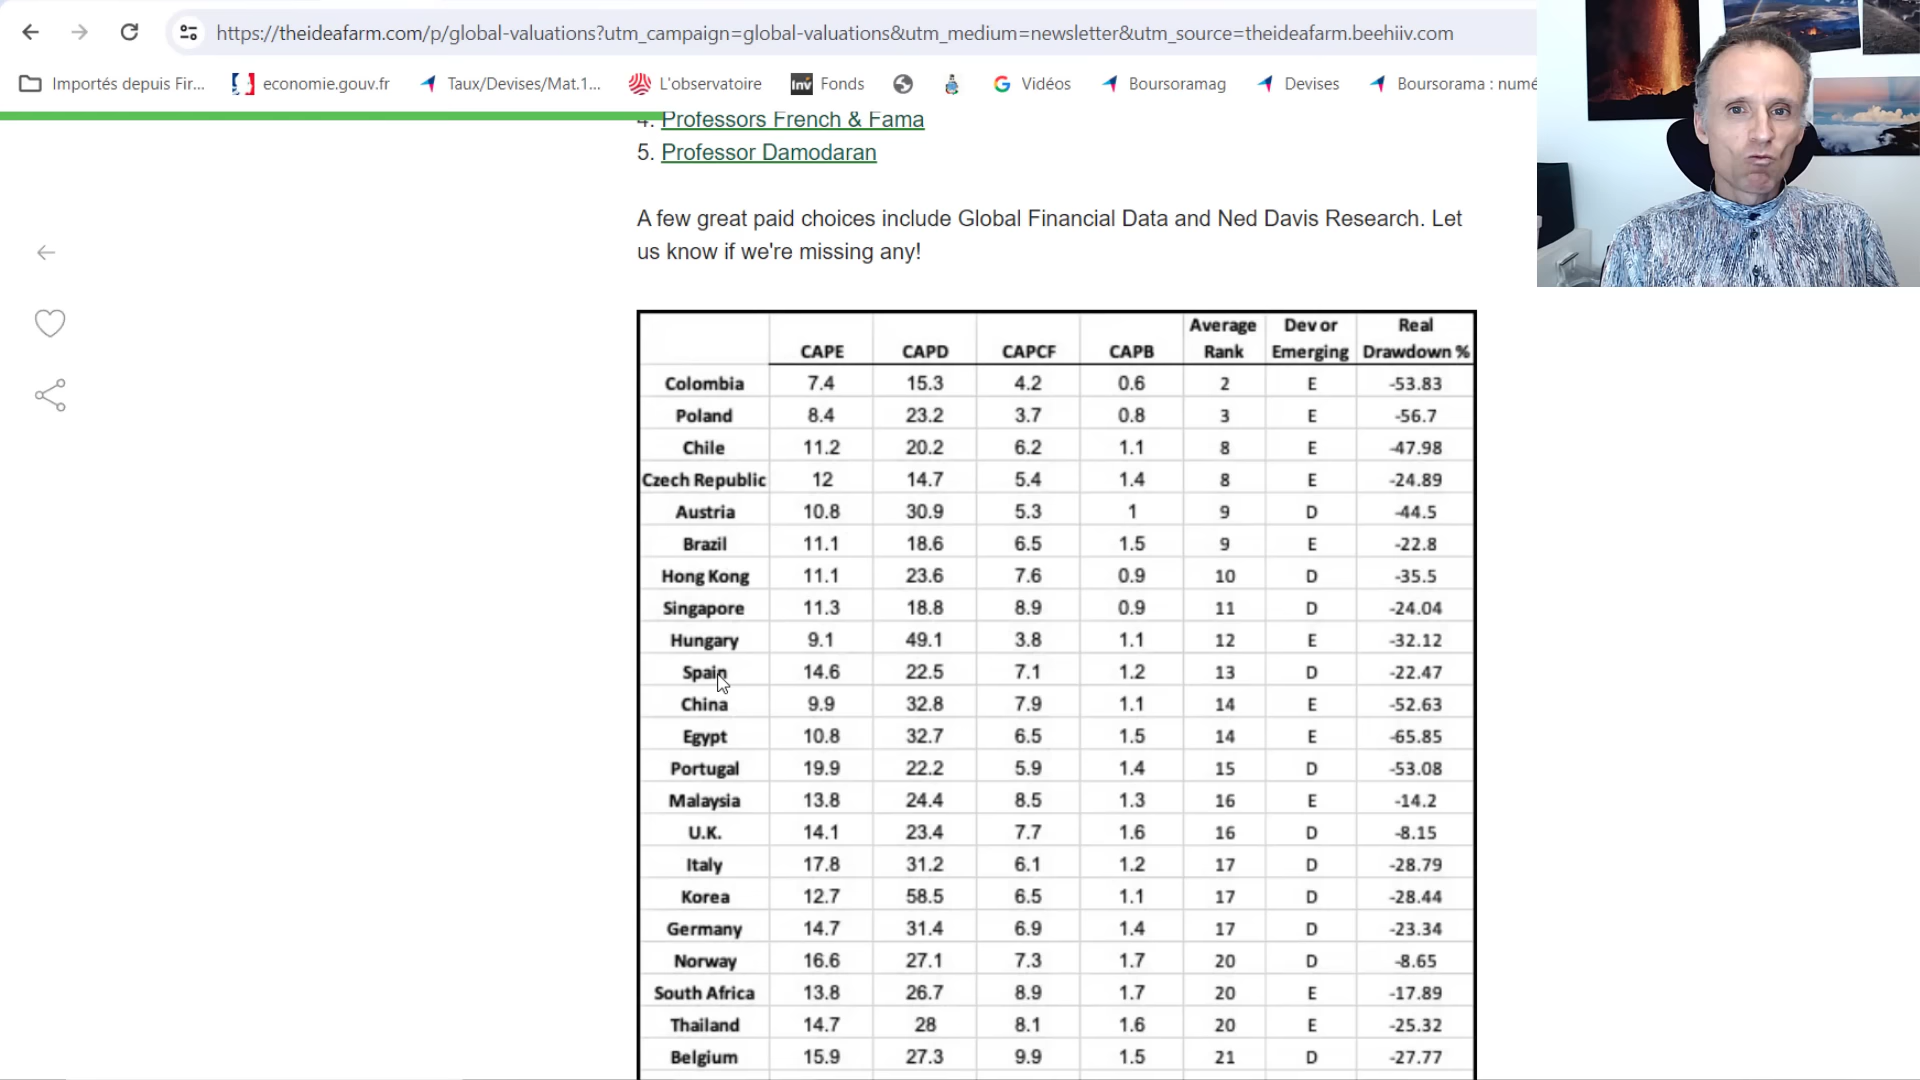 https://theideafarm.com/p/global-valuations?utm_campaign=global-valuations&utm_medium=newsletter&utm_source=theideafarm.beehiiv.com
Importés depuis Fir... economie.gouv.fr Taux/Devises/Mat.1... L'observatoire Inv Fonds G Vidéos Boursoramag Devises Boursorama : numé
4. Professors French & Fama
5. Professor Damodaran
A few great paid choices include Global Financial Data and Ned Davis Research. Let
us know if we're missing any!
CAPE CAPD CAPCF CAPB Average Rank Dev or Emerging Real Drawdown %
Colombia 7.4 15.3 4.2 0.6 2 E -53.83
Poland 8.4 23.2 3.7 0.8 3 E -56.7
Chile 11.2 20.2 6.2 1.1 8 E -47.98
Czech Republic 12 14.7 5.4 1.4 8 E -24.89
Austria 10.8 30.9 5.3 1 9 D -44.5
Brazil 11.1 18.6 6.5 1.5 9 E -22.8
Hong Kong 11.1 23.6 7.6 0.9 10 D -35.5
Singapore 11.3 18.8 8.9 0.9 11 D -24.04
Hungary 9.1 49.1 3.8 1.1 12 E -32.12
Spain 14.6 22.5 7.1 1.2 13 D -22.47
China 9.9 32.8 7.9 1.1 14 E -52.63
Egypt 10.8 32.7 6.5 1.5 14 E -65.85
Portugal 19.9 22.2 5.9 1.4 15 D -53.08
Malaysia 13.8 24.4 8.5 1.3 16 E -14.2
U.K. 14.1 23.4 7.7 1.6 16 D -8.15
Italy 17.8 31.2 6.1 1.2 17 D -28.79
Korea 12.7 58.5 6.5 1.1 17 D -28.44
Germany 14.7 31.4 6.9 1.4 17 D -23.34
Norway 16.6 27.1 7.3 1.7 20 D -8.65
South Africa 13.8 26.7 8.9 1.7 20 E -17.89
Thailand 14.7 28 8.1 1.6 20 E -25.32
Belgium 15.9 27.3 9.9 1.5 21 D -27.77